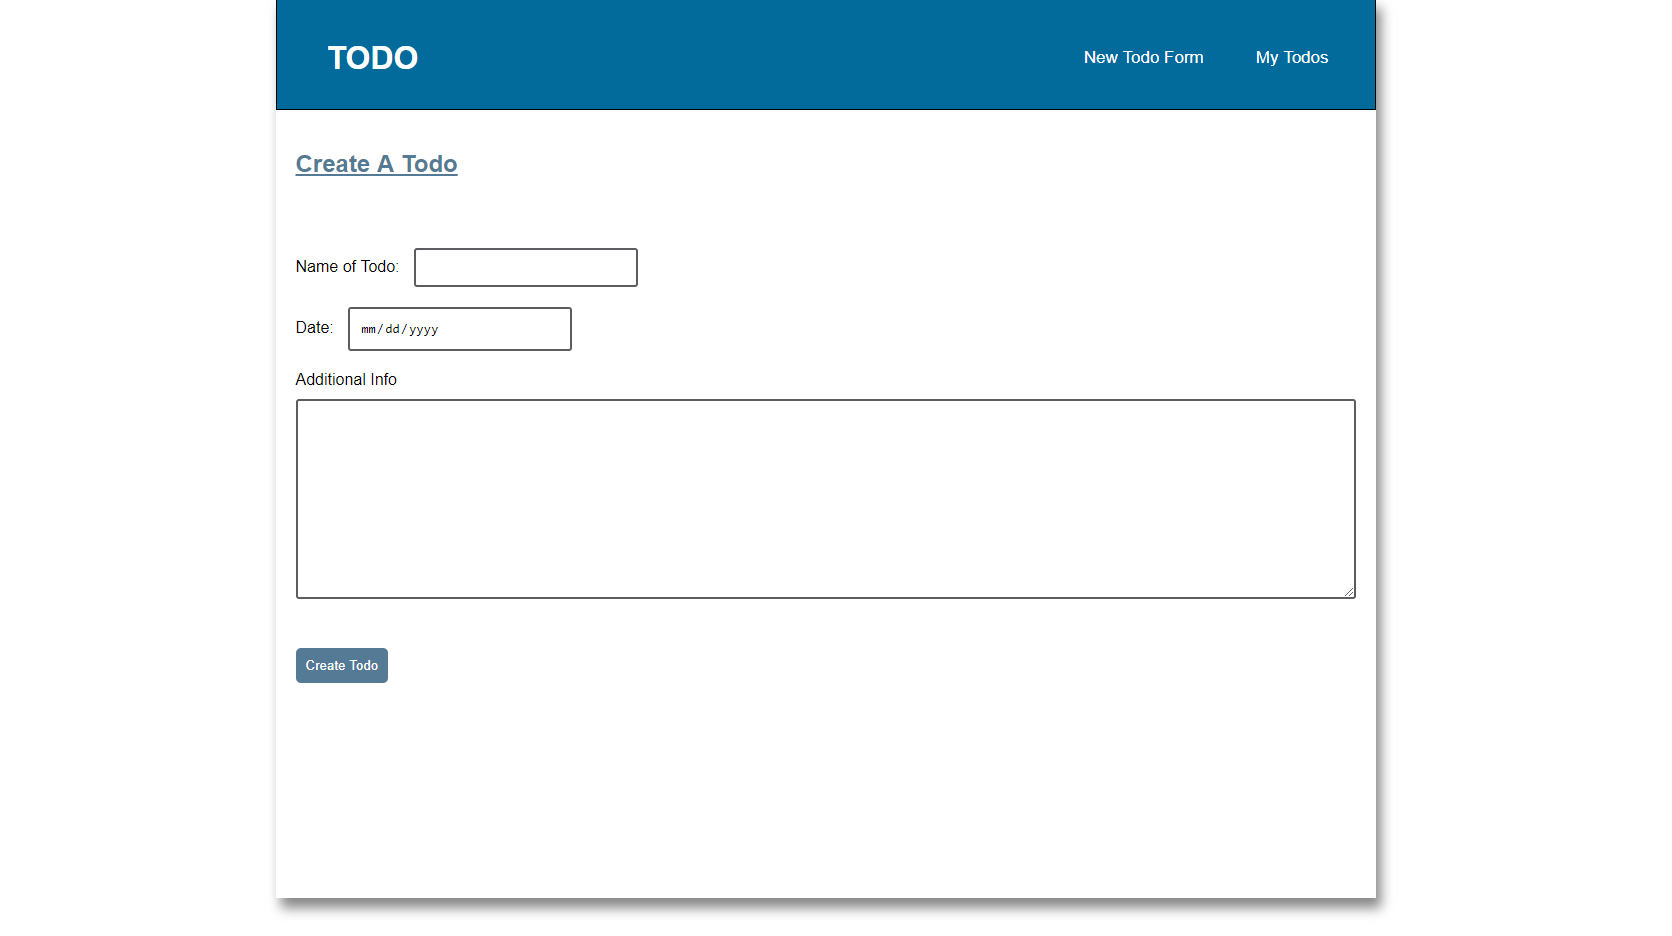 TODO
New Todo Form
My Todos
Create A Todo
Name of Todo:
Date:
mm/dd/yyyy
Additional Info
Create Todo